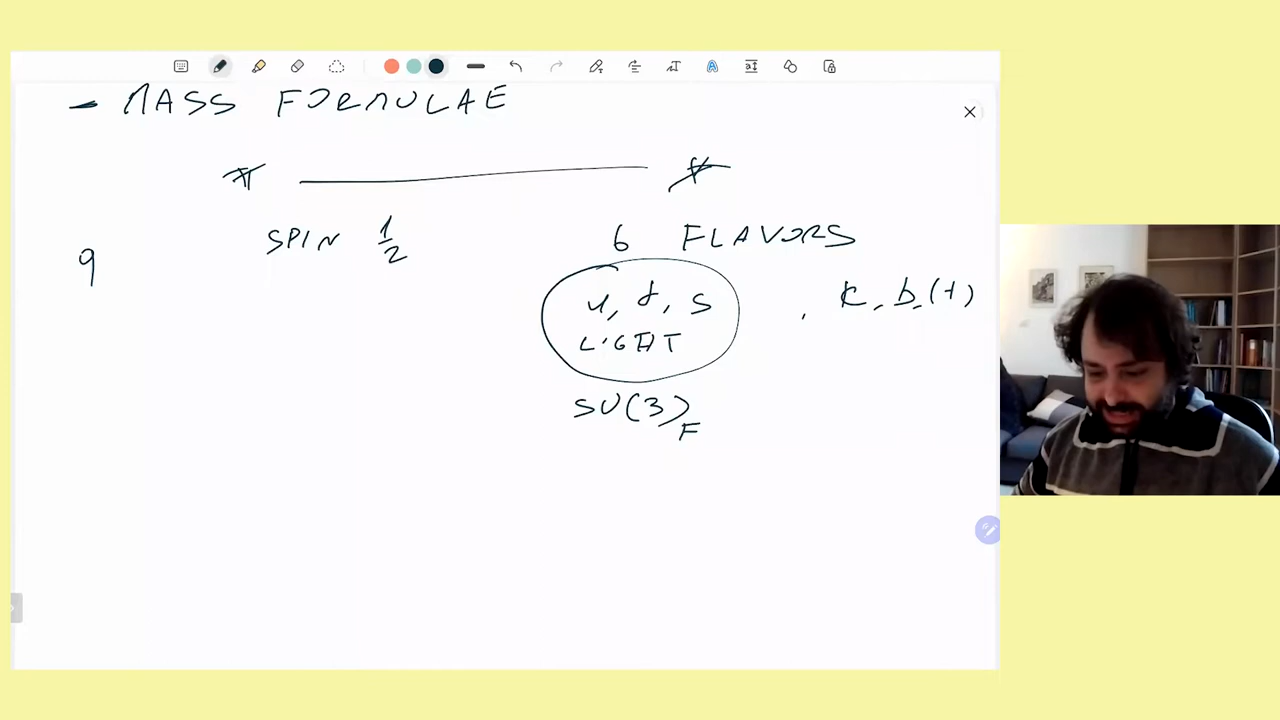 - MASS FORMULAE
SPIN 1/2 6 FLAVORS
q
u, d, s , c, b, (t)
LIGHT
SU(3)F